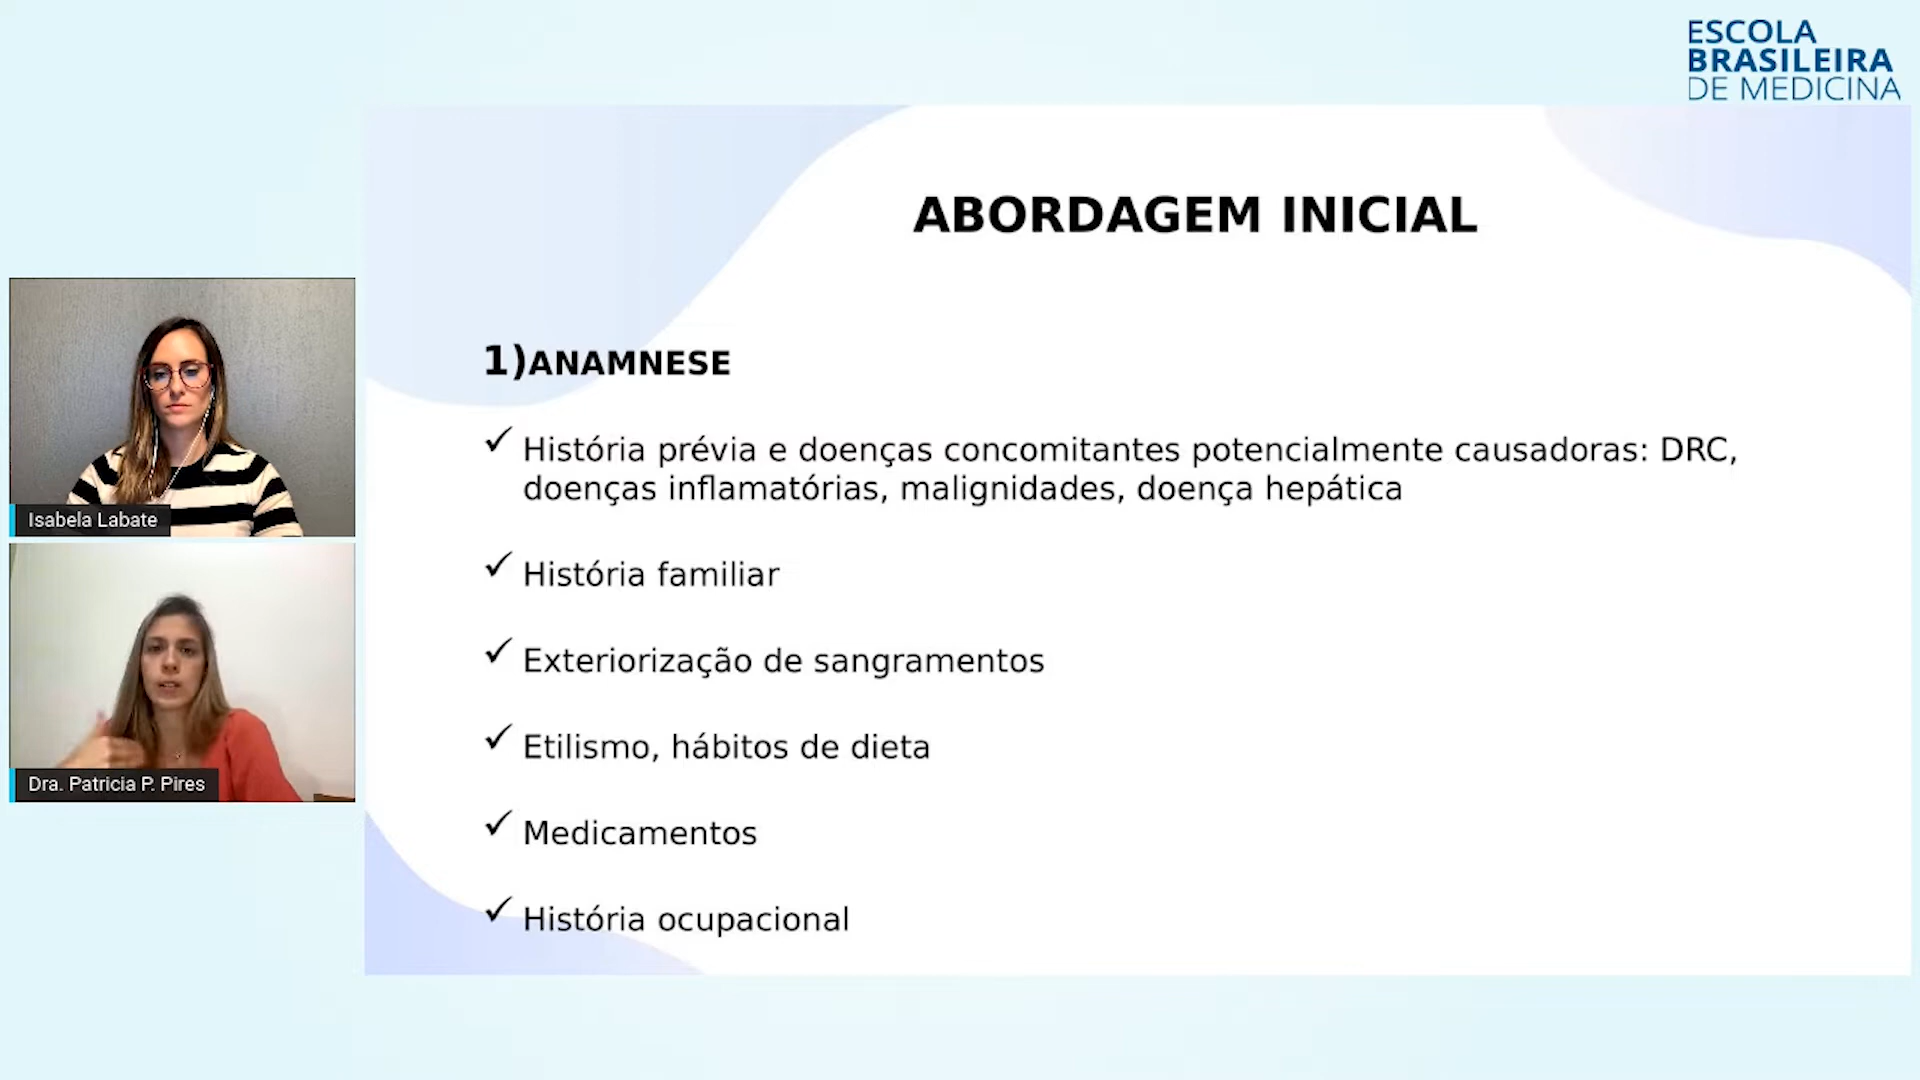 ESCOLA
BRASILEIRA
DE MEDICINA
ABORDAGEM INICIAL
1)ANAMNESE
História prévia e doenças concomitantes potencialmente causadoras: DRC,
doenças inflamatórias, malignidades, doença hepática
História familiar
Exteriorização de sangramentos
Etilismo, hábitos de dieta
Medicamentos
História ocupacional
Isabela Labate
Dra. Patricia P. Pires